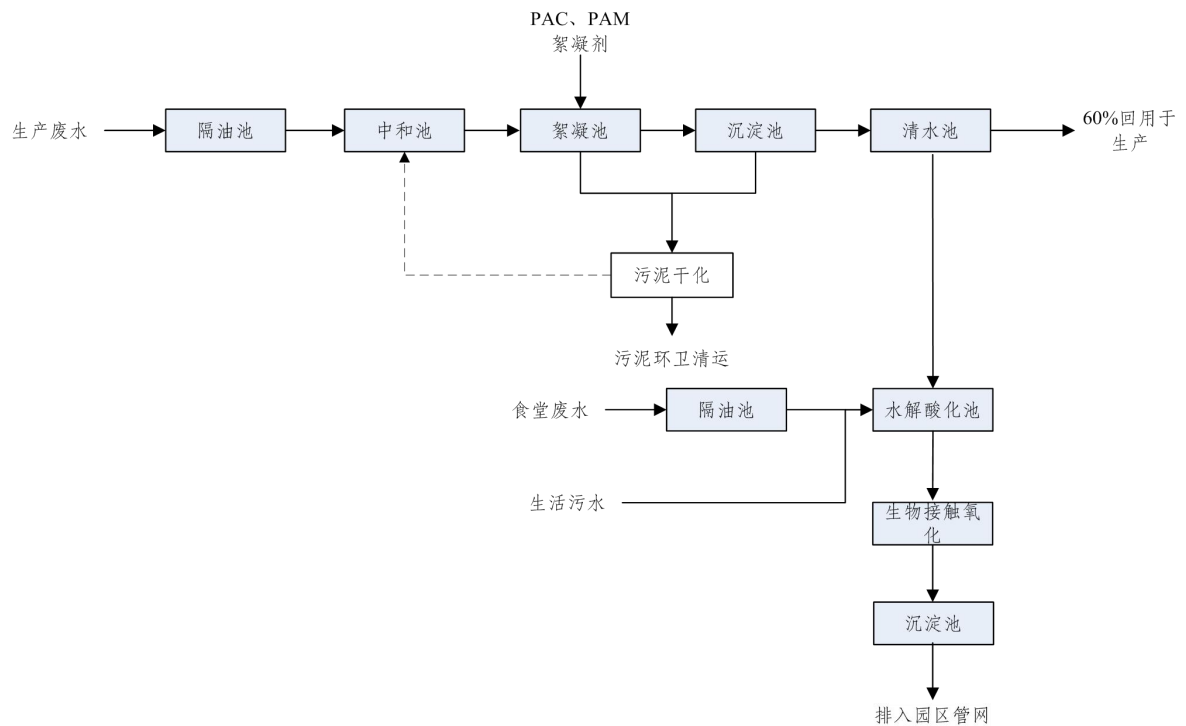 PAC、PAM
絮凝剂
生产废水
隔油池
中和池
絮凝池
沉淀池
清水池
60%回用于
生产
污泥干化
污泥环卫清运
食堂废水
隔油池
水解酸化池
生活污水
生物接触氧
化
沉淀池
排入园区管网